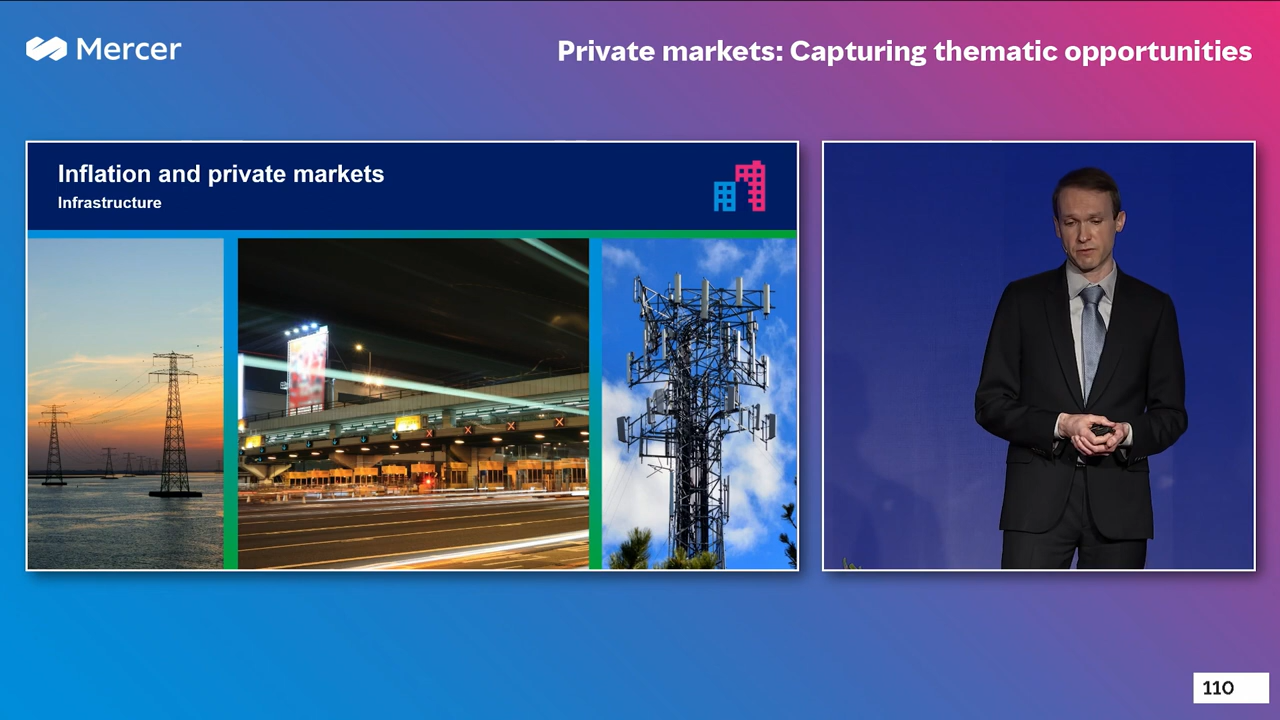 Mercer
Private markets: Capturing thematic opportunities
Inflation and private markets
Infrastructure
110